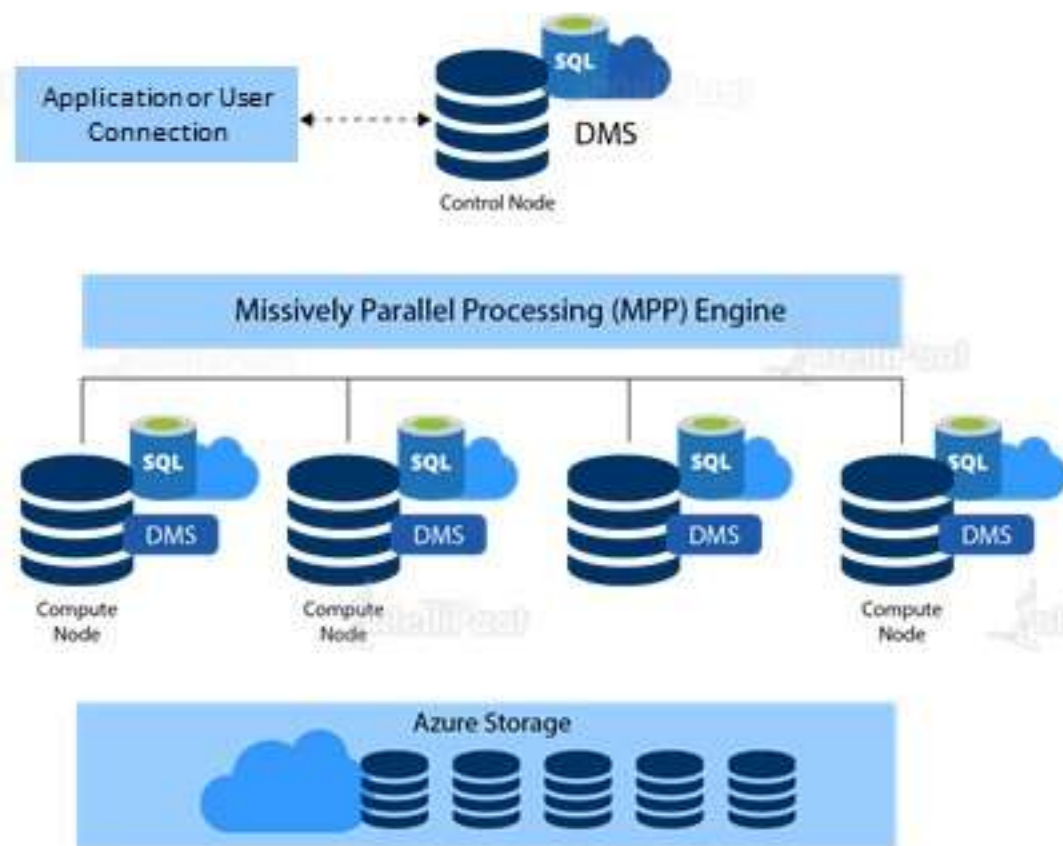 SQL
Application or User
Connection
DMS
Control Node
Missively Parallel Processing (MPP) Engine
SQL
SQL
SQL
SQL
DMS
DMS
DMS
DMS
Compute
Node
Compute
Node
Compute
Node
Azure Storage